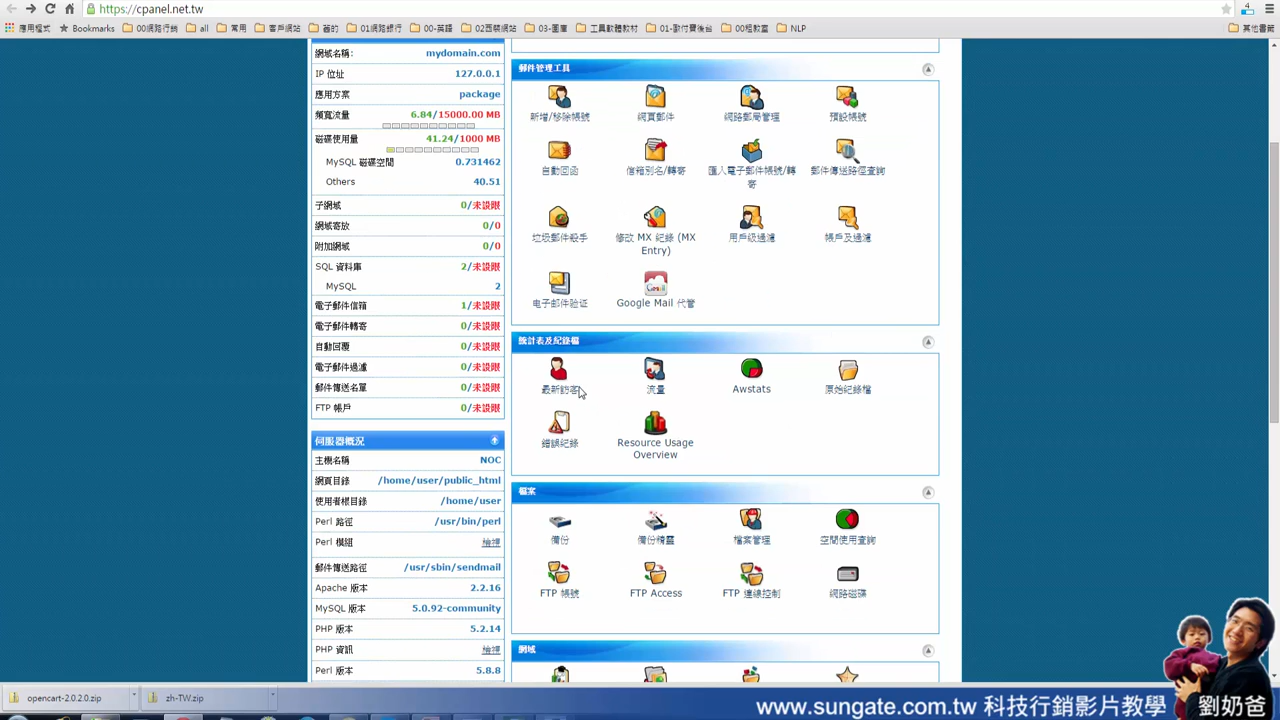 https://cpanel.net.tw
4
應用程式
Bookmarks
00網路行銷
all
常用
客戶網站
舊的
01網路銀行
00-英語
02西裝網站
03-圖庫
工具軟體教材
01-歐付費後台
00租教室
NLP
其他書籤
網域名稱: mydomain.com
IP 位址 127.0.0.1
應用方案 package
頻寬流量 6.84/15000.00 MB
磁碟使用量 41.24/1000 MB
MySQL 磁碟空間 0.731462
Others 40.51
子網域 0/未設限
網域寄放 0/0
附加網域 0/0
SQL 資料庫 2/未設限
MySQL 2
電子郵件信箱 1/未設限
電子郵件轉寄 0/未設限
自動回覆 0/未設限
電子郵件過濾 0/未設限
郵件傳送名單 0/未設限
FTP 帳戶 0/未設限
伺服器概況
主機名稱 NOC
網頁目錄 /home/user/public_html
使用者根目錄 /home/user
Perl 路徑 /usr/bin/perl
Perl 模組 檢視
郵件傳送路徑 /usr/sbin/sendmail
Apache 版本 2.2.16
MySQL 版本 5.0.92-community
PHP 版本 5.2.14
PHP 資訊 檢視
Perl 版本 5.8.8
郵件管理工具
新增/移除帳號
網頁郵件
網路郵局管理
預設帳號
自動回函
信箱別名/轉寄
匯入電子郵件帳號/轉
寄
郵件傳送路徑查詢
垃圾郵件殺手
修改 MX 紀錄 (MX
Entry)
用戶級過濾
帳戶及過濾
电子邮件验证
Gmail
Google Mail 代管
統計表及紀錄檔
最新訪客
流量
Awstats
原始紀錄檔
錯誤紀錄
Resource Usage
Overview
檔案
備份
備份精靈
檔案管理
空間使用查詢
FTP 帳號
FTP Access
FTP 連線控制
網路磁碟
網域
opencart-2.0.2.0.zip
zh-TW.zip
www.sungate.com.tw 科技行銷影片教學
劉奶爸